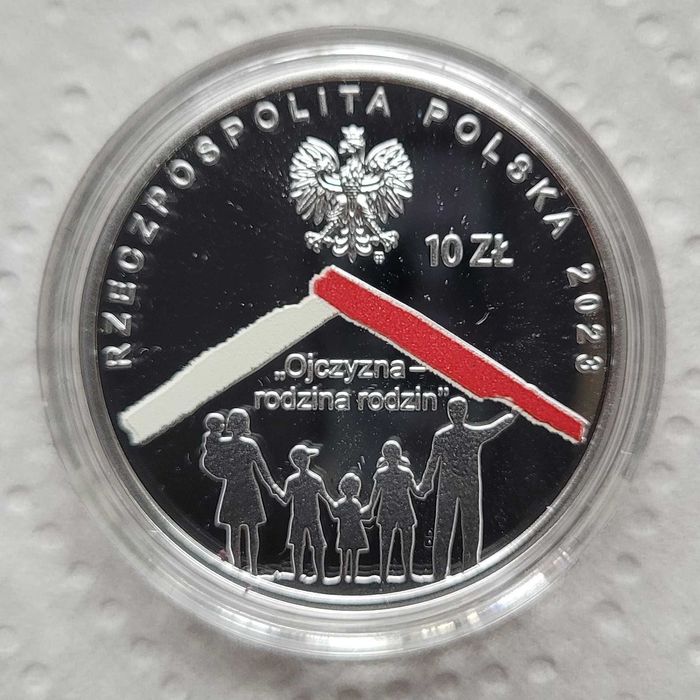 RZECZPOSPOLITA POLSKA 2023
10 ZŁ
„Ojczyzna –
rodzina rodzin”